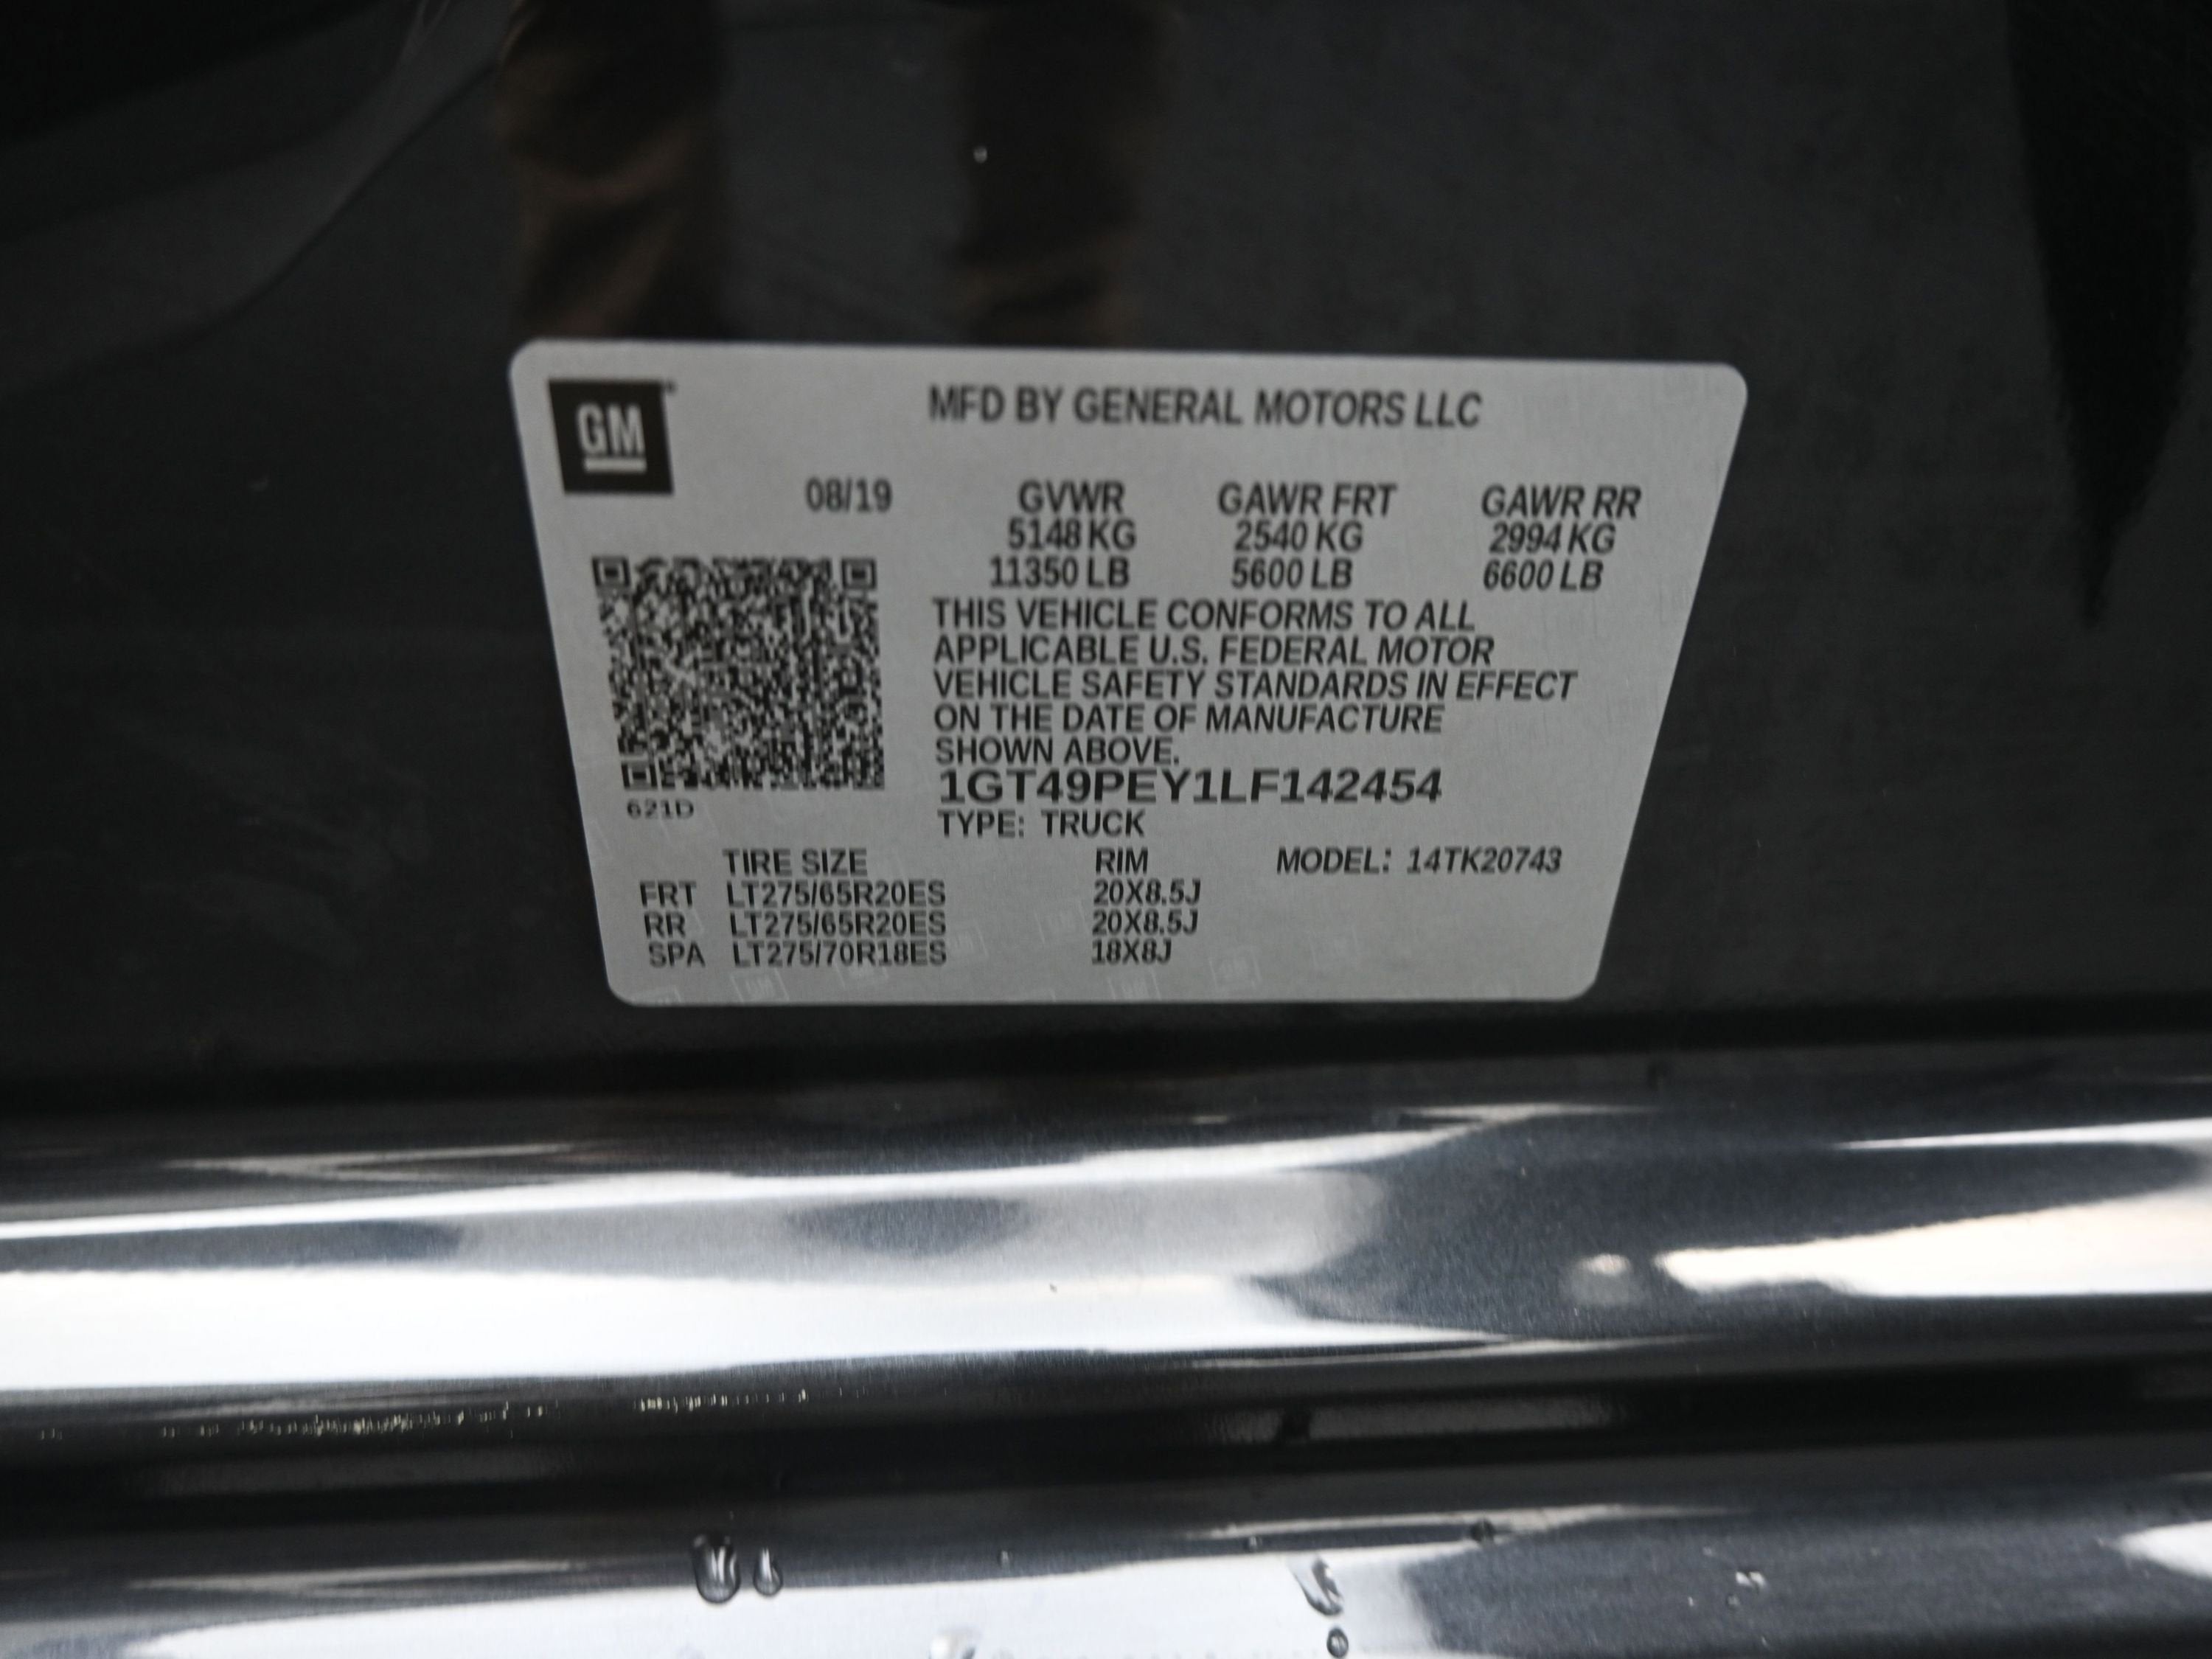 GM
MFD BY GENERAL MOTORS LLC
08/19 GVWR GAWR FRT GAWR RR
5148 KG 2540 KG 2994 KG
11350 LB 5600 LB 6600 LB
THIS VEHICLE CONFORMS TO ALL
APPLICABLE U.S. FEDERAL MOTOR
VEHICLE SAFETY STANDARDS IN EFFECT
ON THE DATE OF MANUFACTURE
SHOWN ABOVE.
1GT49PEY1LF142454
621D
TYPE: TRUCK
TIRE SIZE RIM MODEL: 14TK20743
FRT LT275/65R20ES 20X8.5J
RR LT275/65R20ES 20X8.5J
SPA LT275/70R18ES 18X8J